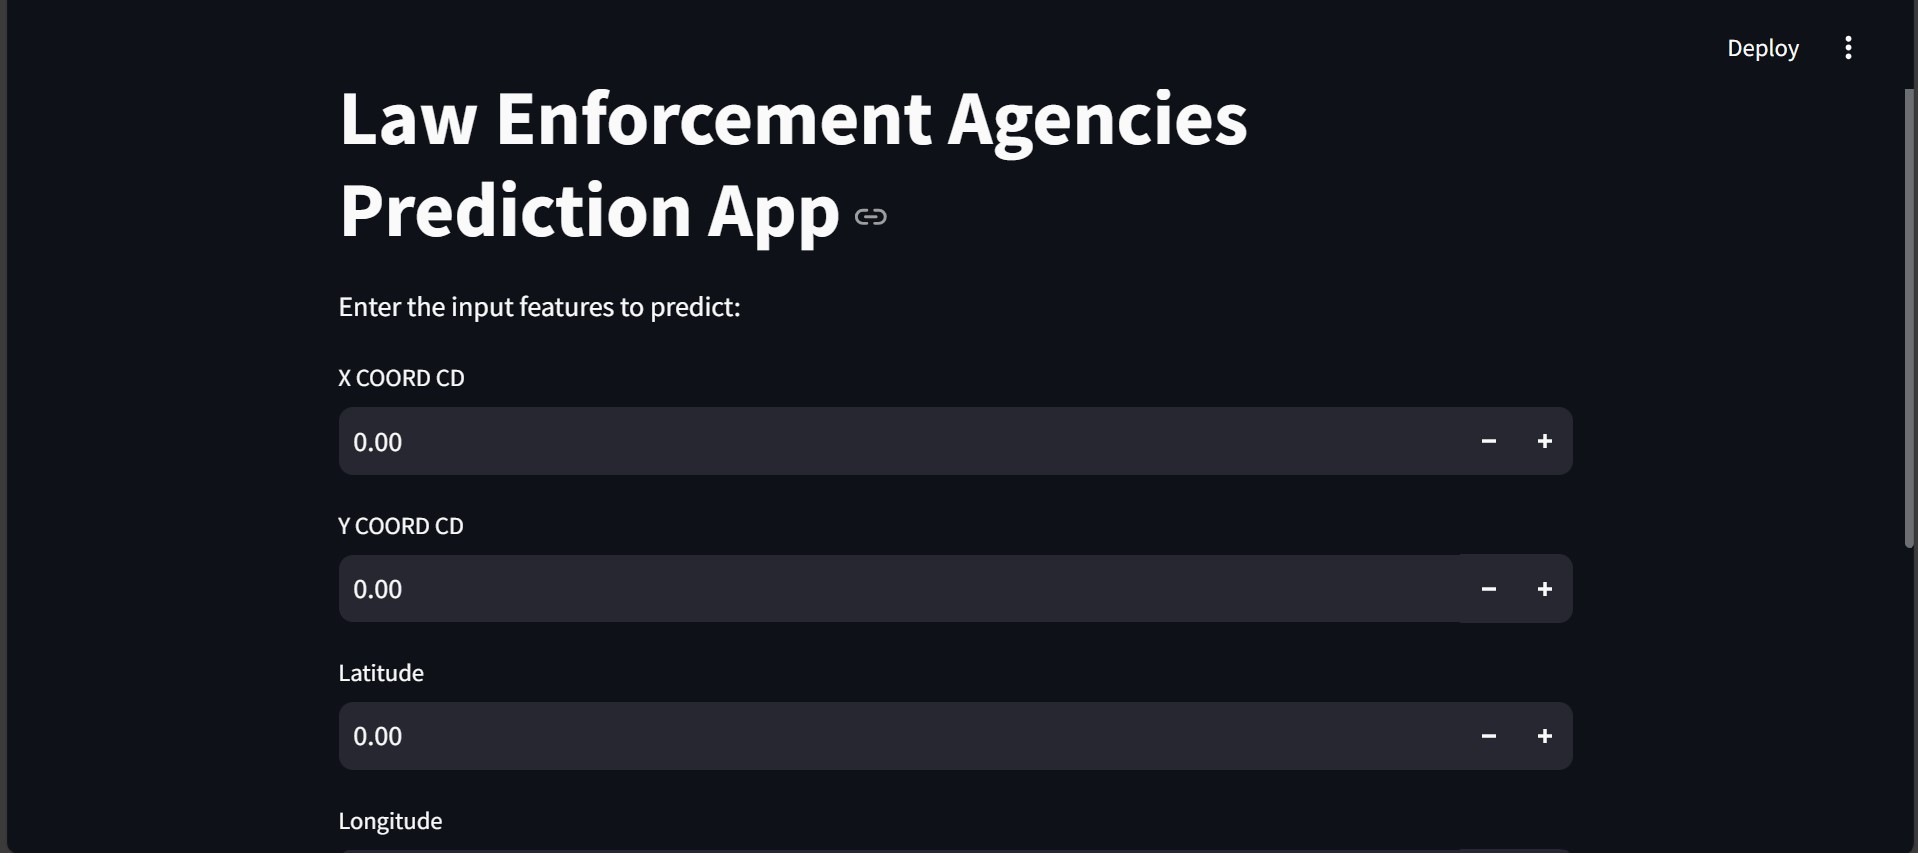 Deploy
Law Enforcement Agencies
Prediction App
Enter the input features to predict:
X COORD CD
0.00
Y COORD CD
0.00
Latitude
0.00
Longitude